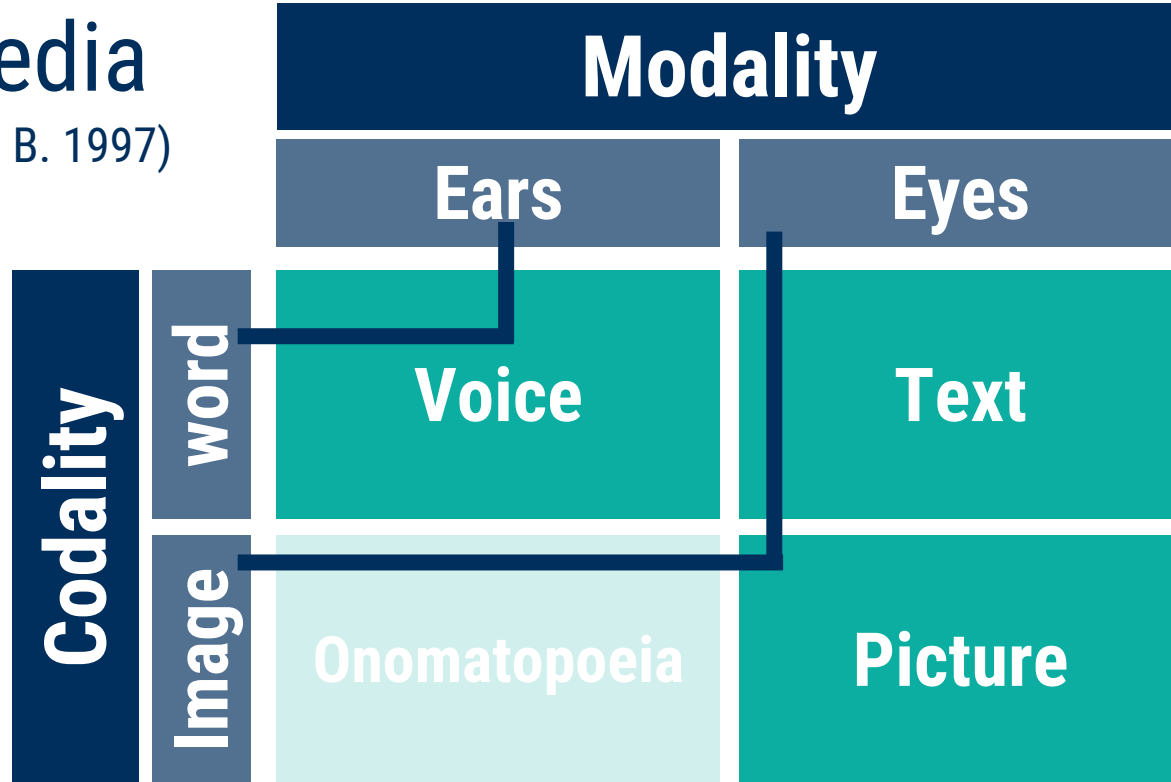 edia
B. 1997)
Modality
Ears
Eyes
Codality
word
Voice
Text
Image
Onomatopoeia
Picture